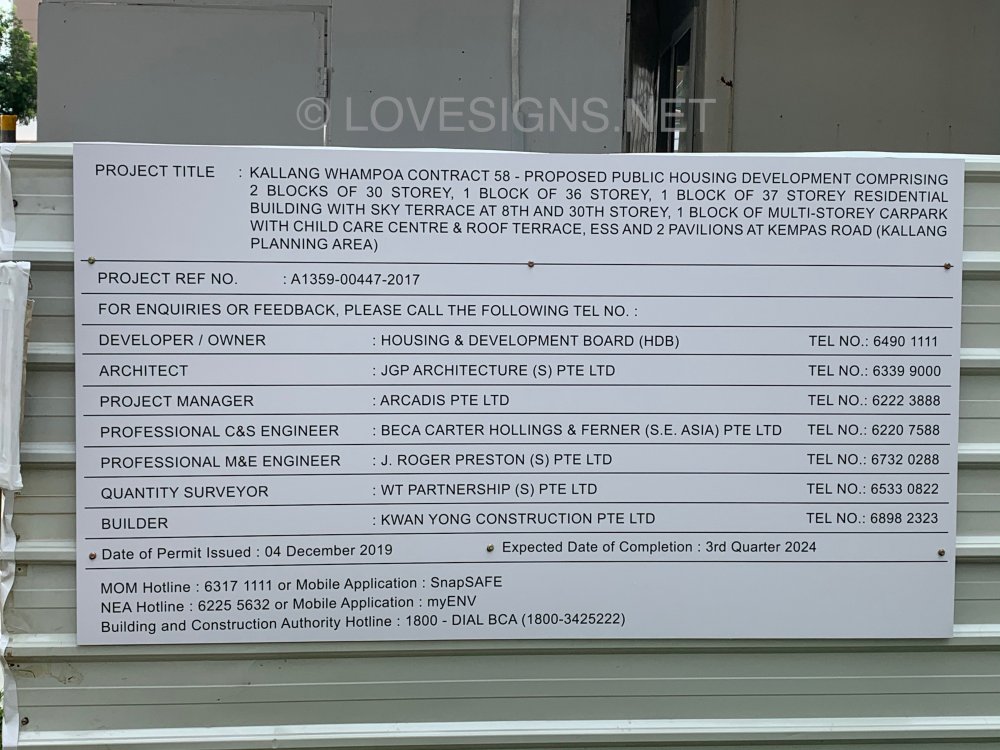 © LOVESIGNS.NET
PROJECT TITLE : KALLANG WHAMPOA CONTRACT 58 - PROPOSED PUBLIC HOUSING DEVELOPMENT COMPRISING
2 BLOCKS OF 30 STOREY, 1 BLOCK OF 36 STOREY, 1 BLOCK OF 37 STOREY RESIDENTIAL
BUILDING WITH SKY TERRACE AT 8TH AND 30TH STOREY, 1 BLOCK OF MULTI-STOREY CARPARK
WITH CHILD CARE CENTRE & ROOF TERRACE, ESS AND 2 PAVILIONS AT KEMPAS ROAD (KALLANG
PLANNING AREA)
PROJECT REF NO. : A1359-00447-2017
FOR ENQUIRIES OR FEEDBACK, PLEASE CALL THE FOLLOWING TEL NO. :
DEVELOPER / OWNER : HOUSING & DEVELOPMENT BOARD (HDB) TEL NO.: 6490 1111
ARCHITECT : JGP ARCHITECTURE (S) PTE LTD TEL NO.: 6339 9000
PROJECT MANAGER : ARCADIS PTE LTD TEL NO.: 6222 3888
PROFESSIONAL C&S ENGINEER : BECA CARTER HOLLINGS & FERNER (S.E. ASIA) PTE LTD TEL NO.: 6220 7588
PROFESSIONAL M&E ENGINEER : J. ROGER PRESTON (S) PTE LTD TEL NO.: 6732 0288
QUANTITY SURVEYOR : WT PARTNERSHIP (S) PTE LTD TEL NO.: 6533 0822
BUILDER : KWAN YONG CONSTRUCTION PTE LTD TEL NO.: 6898 2323
Date of Permit Issued : 04 December 2019 Expected Date of Completion : 3rd Quarter 2024
MOM Hotline : 6317 1111 or Mobile Application : SnapSAFE
NEA Hotline : 6225 5632 or Mobile Application : myENV
Building and Construction Authority Hotline : 1800 - DIAL BCA (1800-3425222)